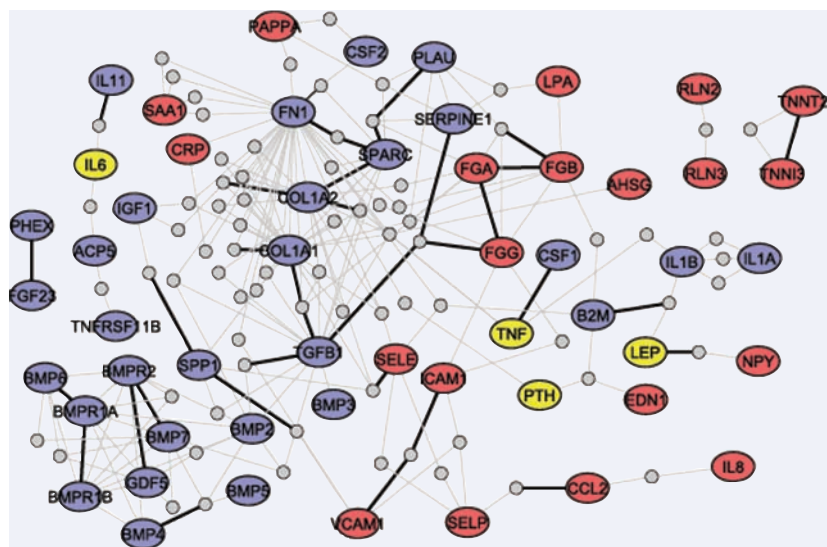 PAPPA
CSF2
PLAU
IL11
LPA
RLN2
TNNT2
SAA1
FN1
SERPINE1
CRP
SPARC
IL6
FGA
FGB
AHSG
RLN3
TNNI3
COL1A2
IGF1
PHEX
ACP5
COL1A1
FGG
CSF1
IL1B
IL1A
FGF23
TNFRSF11B
TNF
B2M
TGFB1
SELE
LEP
NPY
BMP6
BMPR2
SPP1
ICAM1
PTH
EDN1
BMPR1A
BMP3
BMP7
BMP2
GDF5
BMP5
BMPR1B
IL8
CCL2
BMP4
VCAM1
SELP